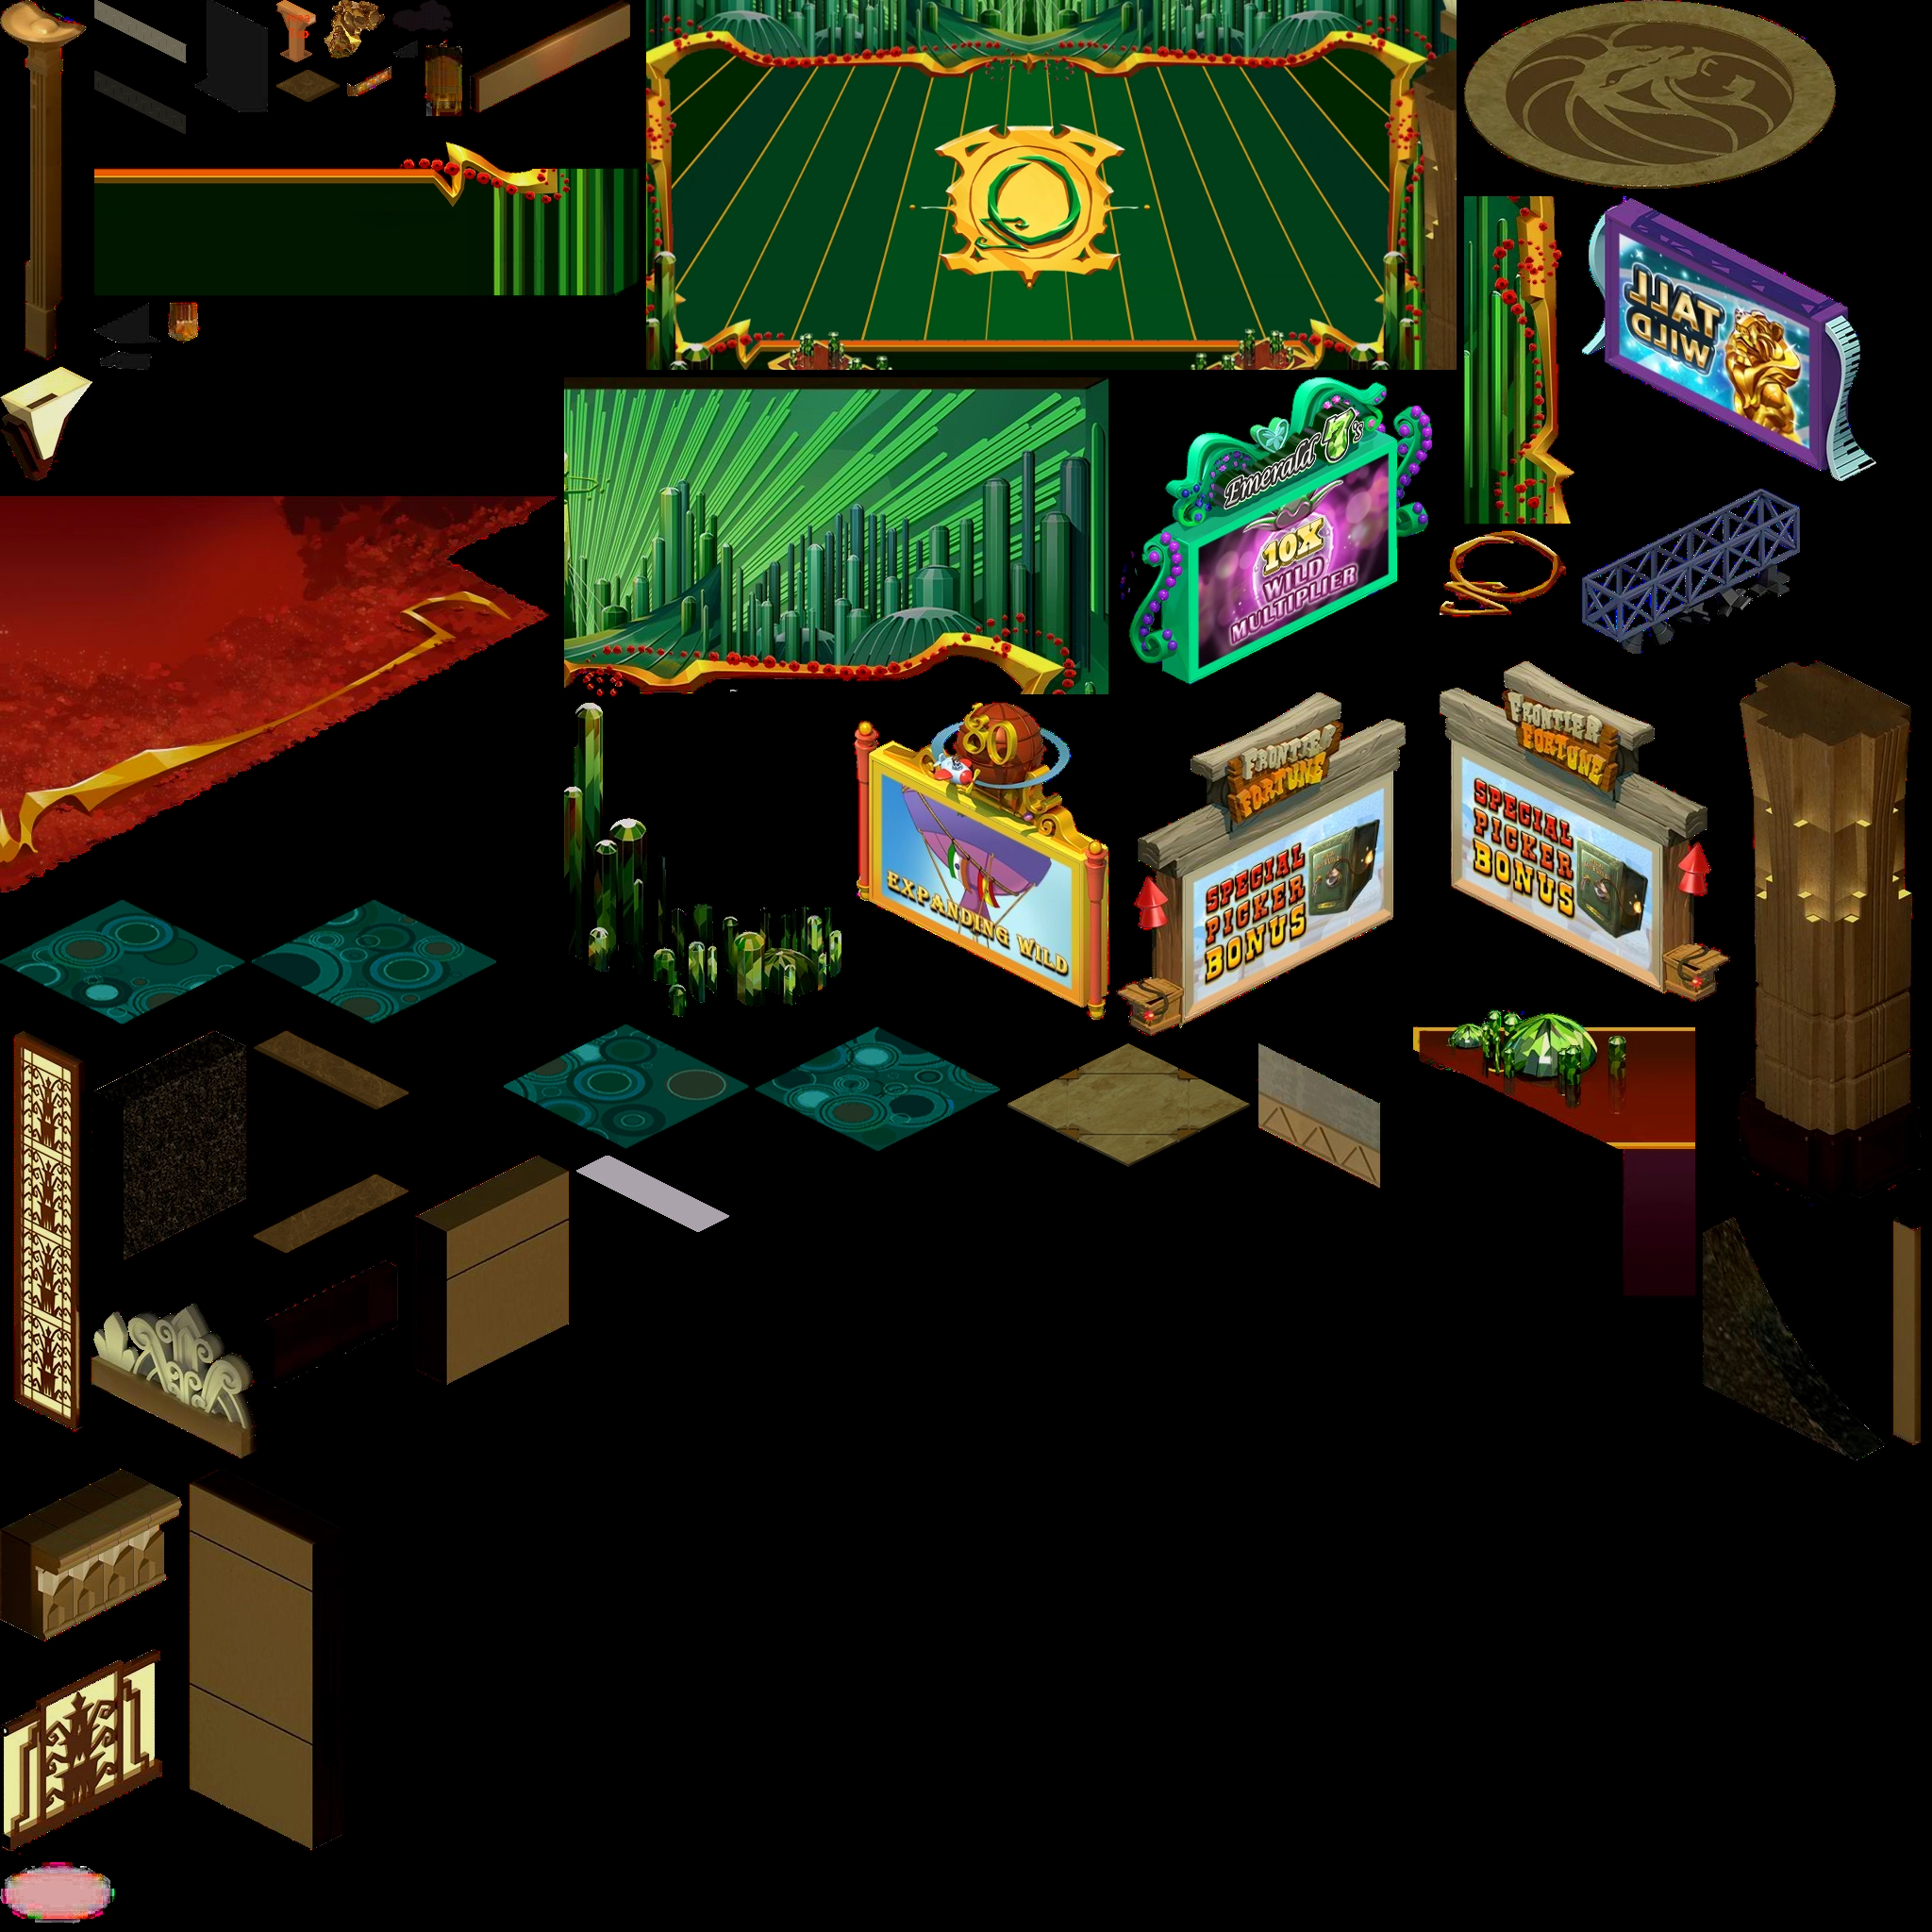 TALL
WILD
Emerald 7's
10X
WILD
MULTIPLIER
80
EXPANDING WILD
FRONTIER
FORTUNE
SPECIAL
PICKER
BONUS
FRONTIER
FORTUNE
SPECIAL
PICKER
BONUS